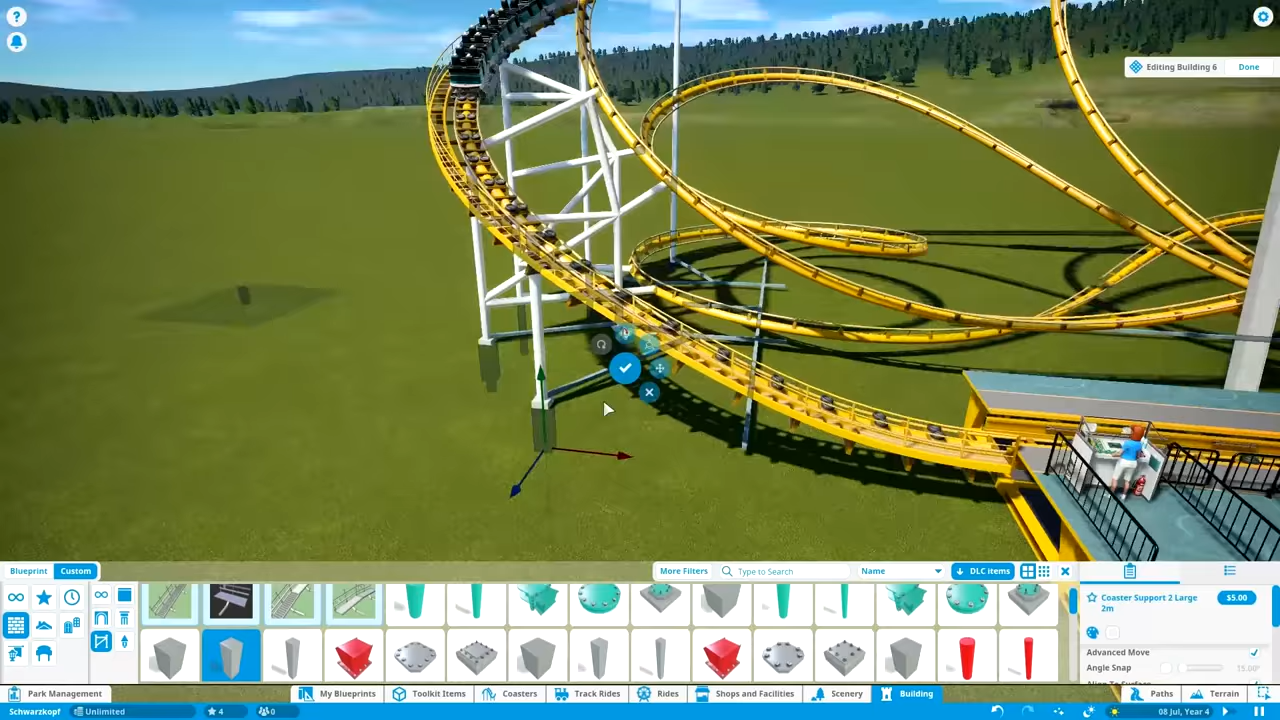 ?
Editing Building 6 Done
Blueprint Custom More Filters Type to Search Name DLC items
Coaster Support 2 Large 2m $5.00
Advanced Move
Angle Snap 15.00°
Park Management My Blueprints Toolkit Items Coasters Track Rides Rides Shops and Facilities Scenery Building Paths Terrain
Schwarzkopf Unlimited 4 0 08 Jul, Year 4